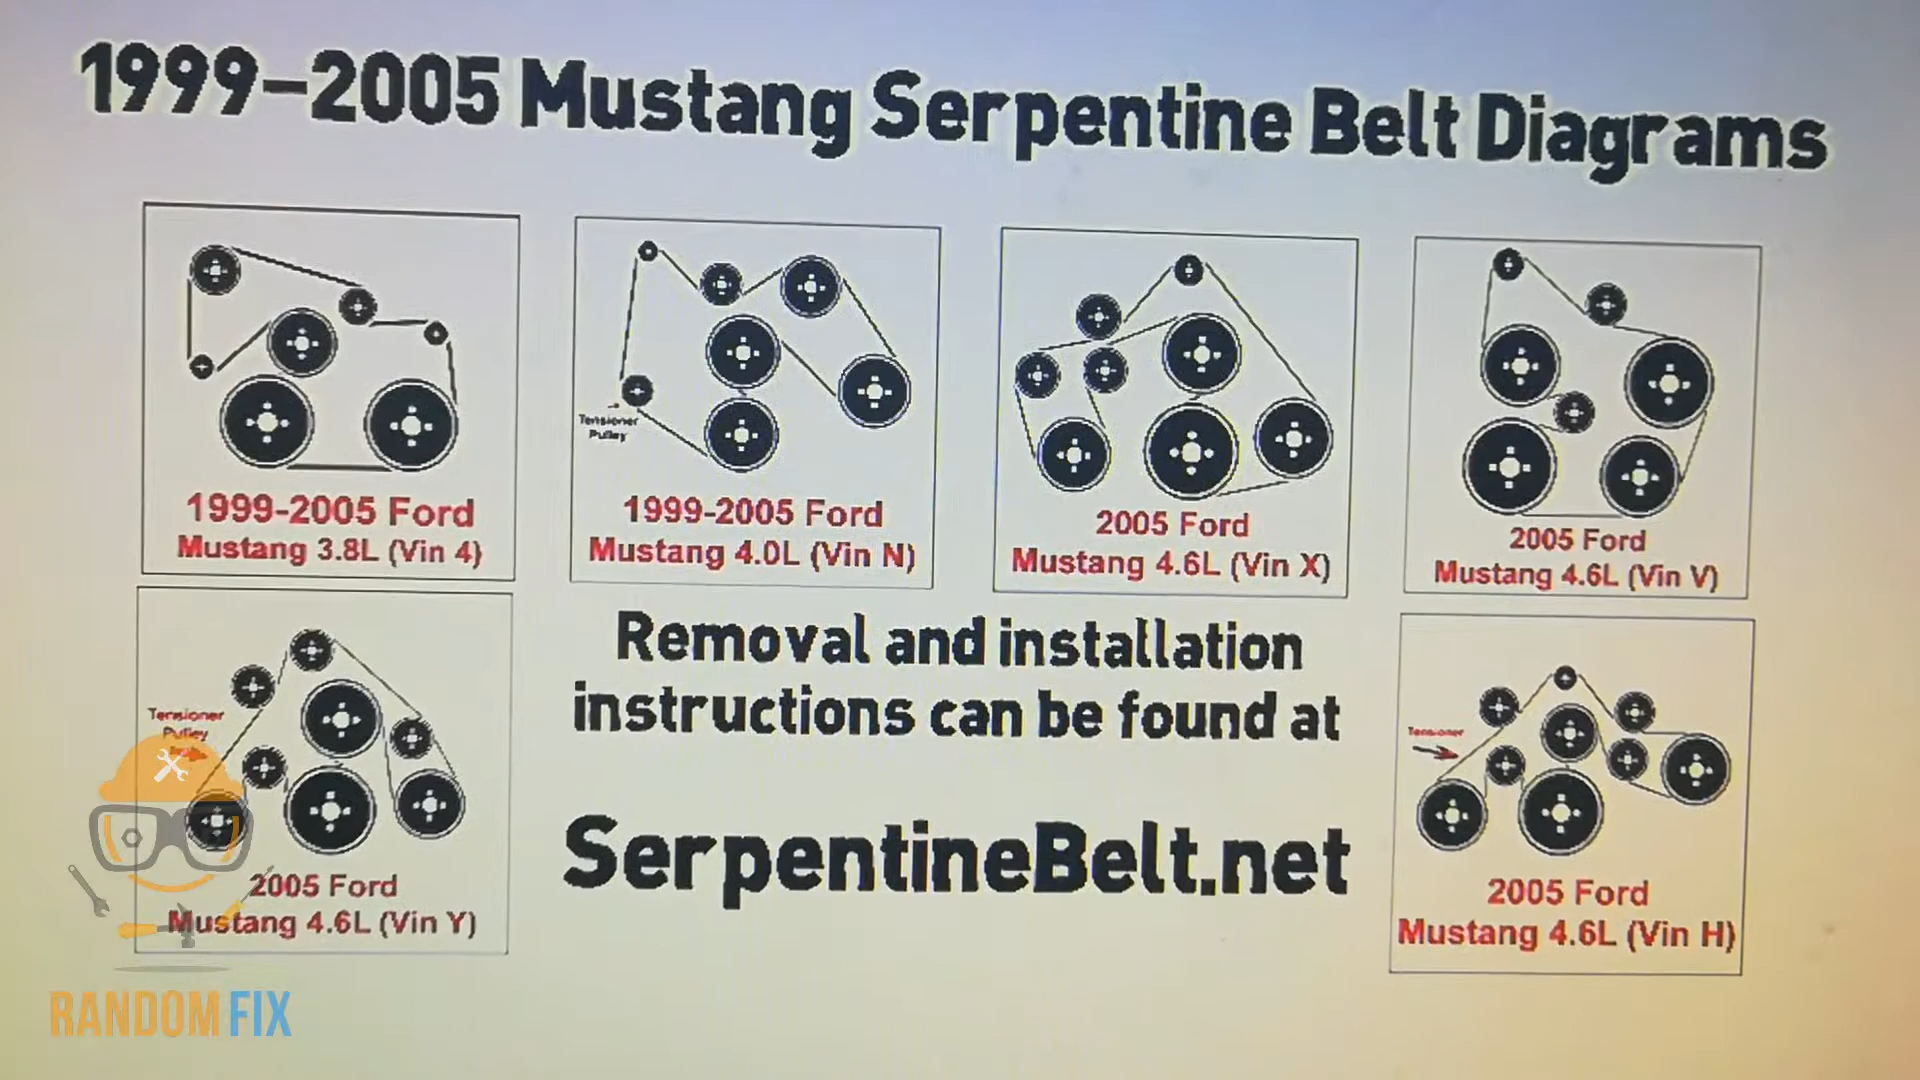 1999-2005 Mustang Serpentine Belt Diagrams
1999-2005 Ford
Mustang 3.8L (Vin 4)
Tensioner
Pulley
1999-2005 Ford
Mustang 4.0L (Vin N)
2005 Ford
Mustang 4.6L (Vin X)
2005 Ford
Mustang 4.6L (Vin V)
Tensioner
Pulley
2005 Ford
Mustang 4.6L (Vin Y)
Removal and installation
instructions can be found at
SerpentineBelt.net
Tensioner
2005 Ford
Mustang 4.6L (Vin H)
RANDOM FIX